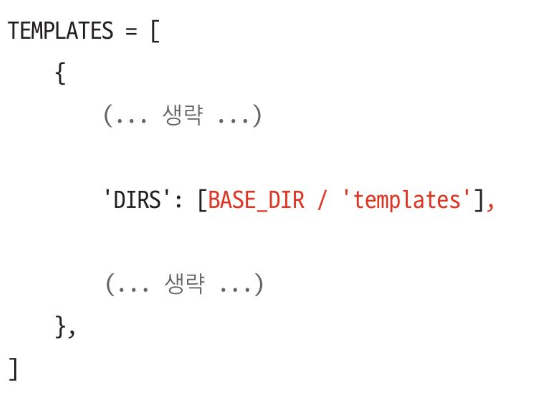 TEMPLATES = [
    {
        (... 생략 ...)
        'DIRS': [BASE_DIR / 'templates'],
        (... 생략 ...)
    },
]